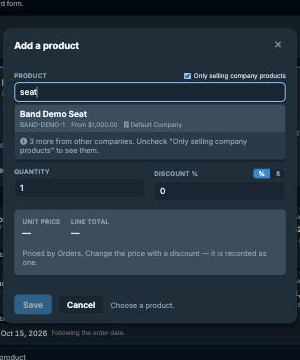 rd form.
Add a product
×
PRODUCT
Only selling company products
seat
Band Demo Seat
BAND-DEMO-1 From $1,000.00 Default Company
3 more from other companies. Uncheck "Only selling company
products" to see them.
QUANTITY
DISCOUNT %
% $
1
0
UNIT PRICE LINE TOTAL
— —
Priced by Orders. Change the price with a discount — it is recorded as
one.
Save Cancel Choose a product.
Oct 15, 2026 Following the order date.
product